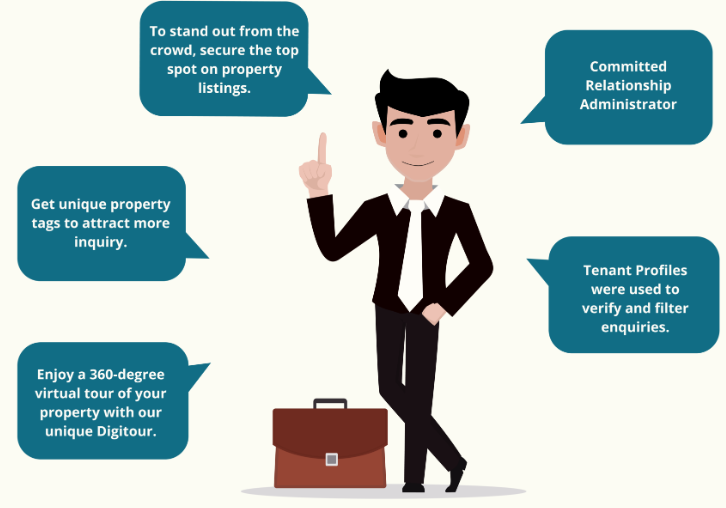 To stand out from the
crowd, secure the top
spot on property
listings.
Committed
Relationship
Administrator
Get unique property
tags to attract more
inquiry.
Tenant Profiles
were used to
verify and filter
enquiries.
Enjoy a 360-degree
virtual tour of your
property with our
unique Digitour.